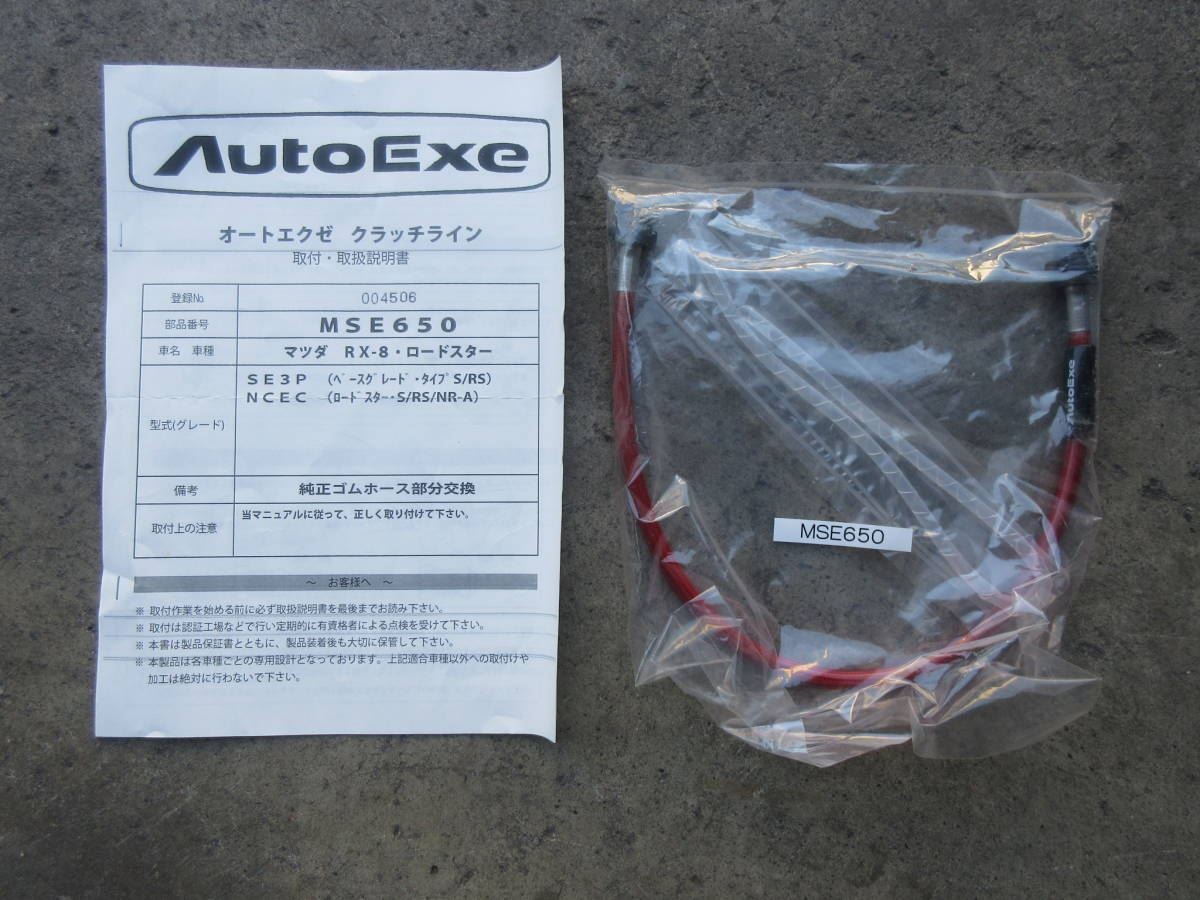 AutoExe
オートエクゼ クラッチライン
取付・取扱説明書
登録No. 004506
部品番号 MSE650
車名 車種 マツダ RX-8・ロードスター
型式(グレード) SE3P (ベースグレード・タイプS/RS)
NCEC (ロードスター・S/RS/NR-A)
備考 純正ゴムホース部分交換
取付上の注意 当マニュアルに従って、正しく取り付けて下さい。
～ お客様へ ～
※ 取付作業を始める前に必ず取扱説明書を最後までお読み下さい。
※ 取付は認証工場などで行い定期的に有資格者による点検を受けて下さい。
※ 本書は製品保証書とともに、製品装着後も大切に保管して下さい。
※ 本製品は各車種ごとの専用設計となっております。上記適合車種以外への取付けや
加工は絶対に行わないで下さい。
AutoExe
MSE650